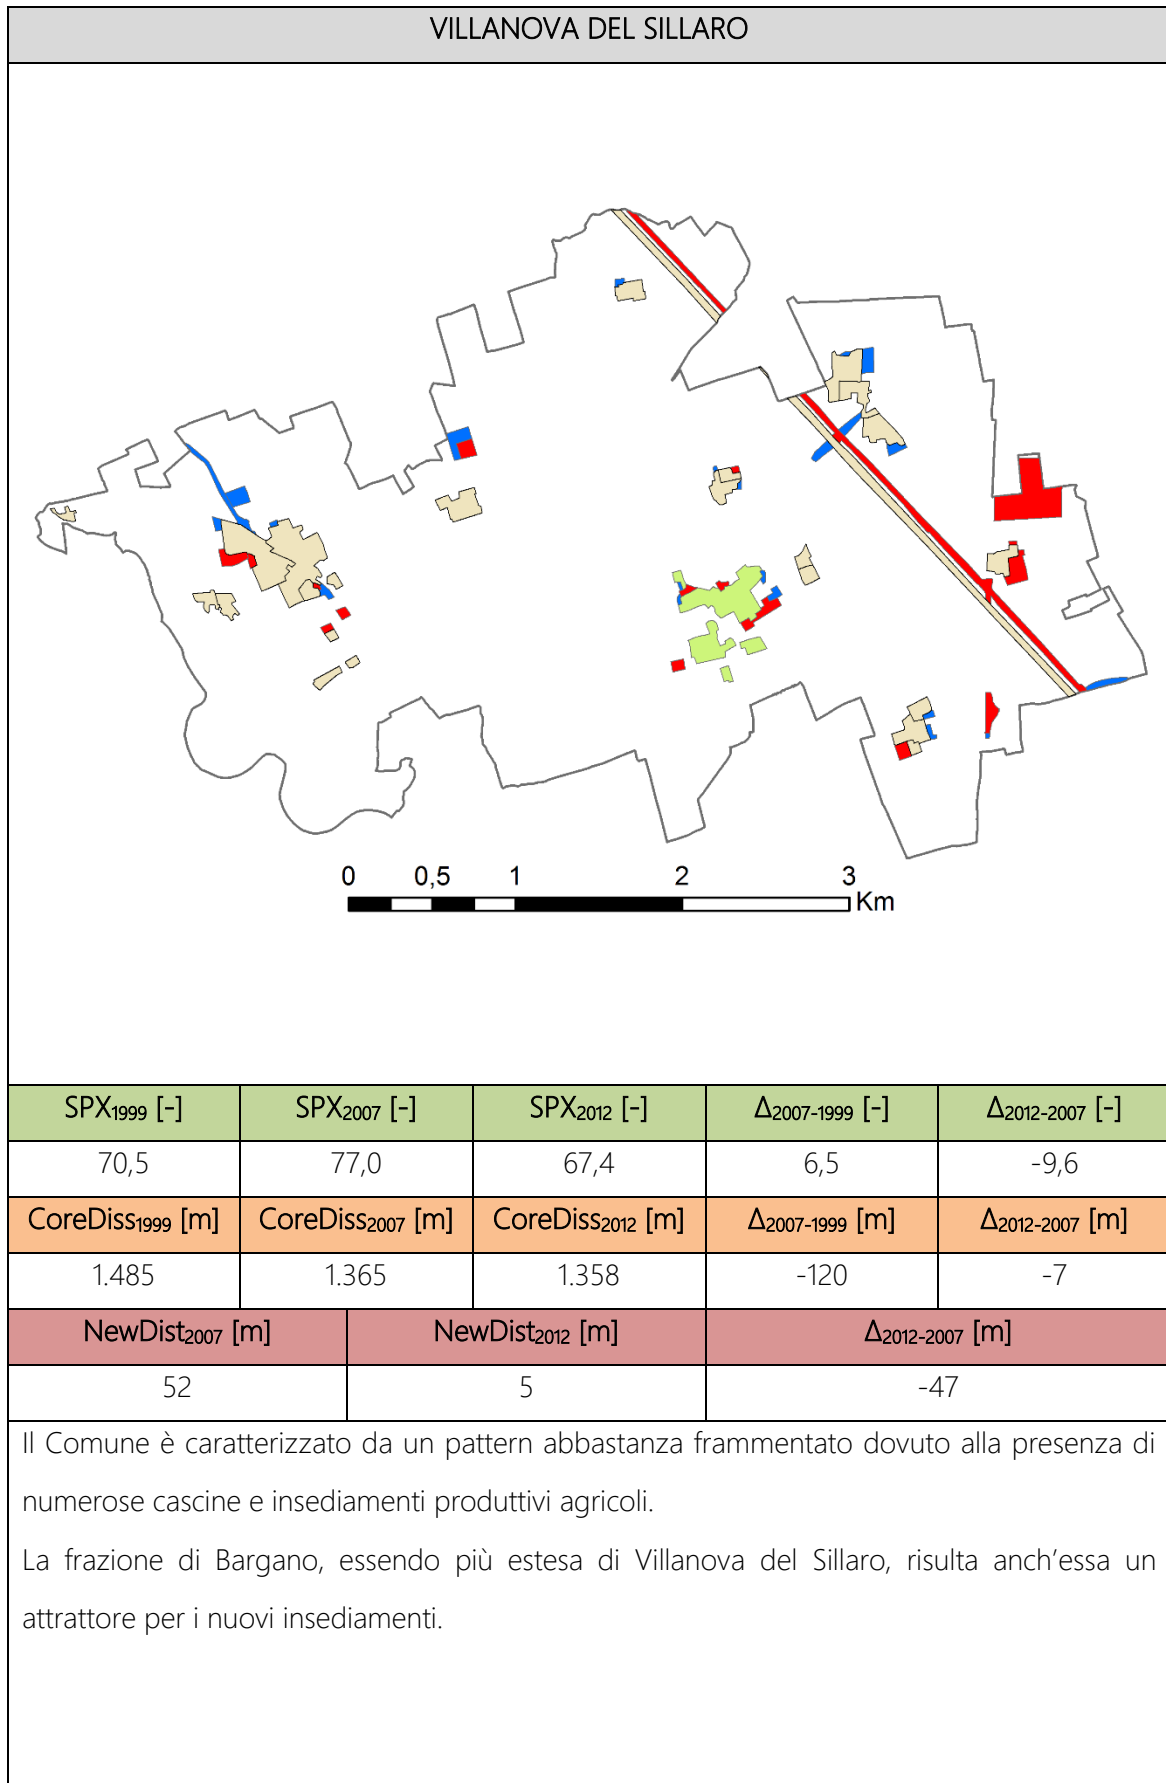 VILLANOVA DEL SILLARO
0 0,5 1 2 3
Km
SPX1999 [-] SPX2007 [-] SPX2012 [-] Δ2007-1999 [-] Δ2012-2007 [-]
70,5 77,0 67,4 6,5 -9,6
CoreDiss1999 [m] CoreDiss2007 [m] CoreDiss2012 [m] Δ2007-1999 [m] Δ2012-2007 [m]
1.485 1.365 1.358 -120 -7
NewDist2007 [m] NewDist2012 [m] Δ2012-2007 [m]
52 5 -47
Il Comune è caratterizzato da un pattern abbastanza frammentato dovuto alla presenza di
numerose cascine e insediamenti produttivi agricoli.
La frazione di Bargano, essendo più estesa di Villanova del Sillaro, risulta anch’essa un
attrattore per i nuovi insediamenti.